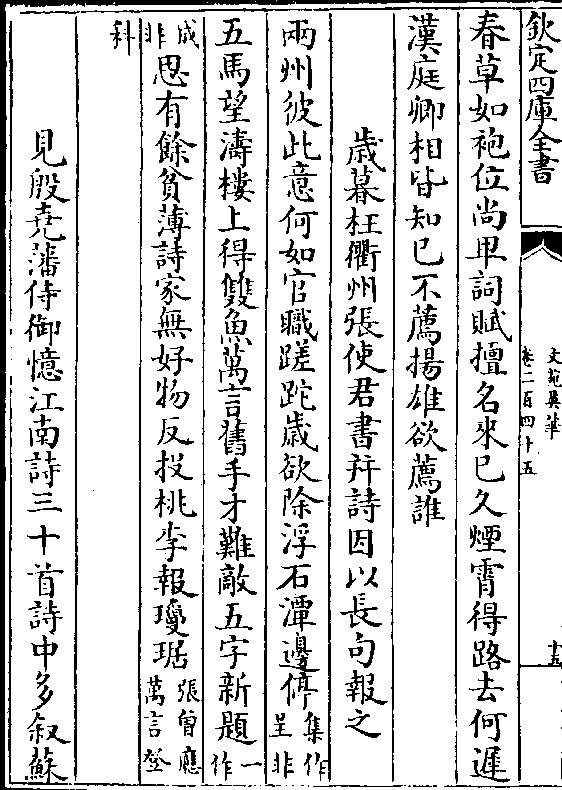 欽定四庫全書
文苑英華
卷二百四十五
十五
春草如袍位尚卑詞賦擅名來已久煙霄得路去何遲
漢庭卿相皆知已不薦揚雄欲薦誰
歲暮枉衢州張使君書并詩因以長句報之
兩州彼此意何如官職蹉跎歲欲除浮石潭邊停集作呈非
五馬望濤樓上得雙魚萬言舊手才難敵五字新題一作
成非思有餘貧薄詩家無好物反投桃李報瓊琚張曾應萬言登
科
見殷堯藩侍御憶江南詩三十首詩中多叙蘇